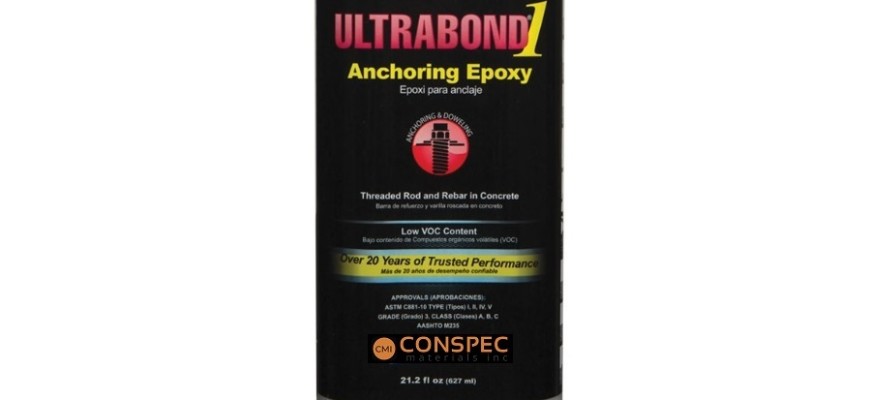 ULTRABOND® 1
Anchoring Epoxy
Epoxi para anclaje
ANCHORING & DOWELING
Threaded Rod and Rebar in Concrete
Barra de refuerzo y varilla roscada en concreto
Low VOC Content
Bajo contenido de Compuestos orgánicos volátiles (VOC)
Over 20 Years of Trusted Performance
Más de 20 años de desempeño confiable
APPROVALS (APROBACIONES):
ASTM C881-10 TYPE (Tipos) I, II, IV, V
GRADE (Grado) 3, CLASS (Clases) A, B, C
AASHTO M235
CMI CONSPEC
materials inc
21.2 fl oz (627 ml)